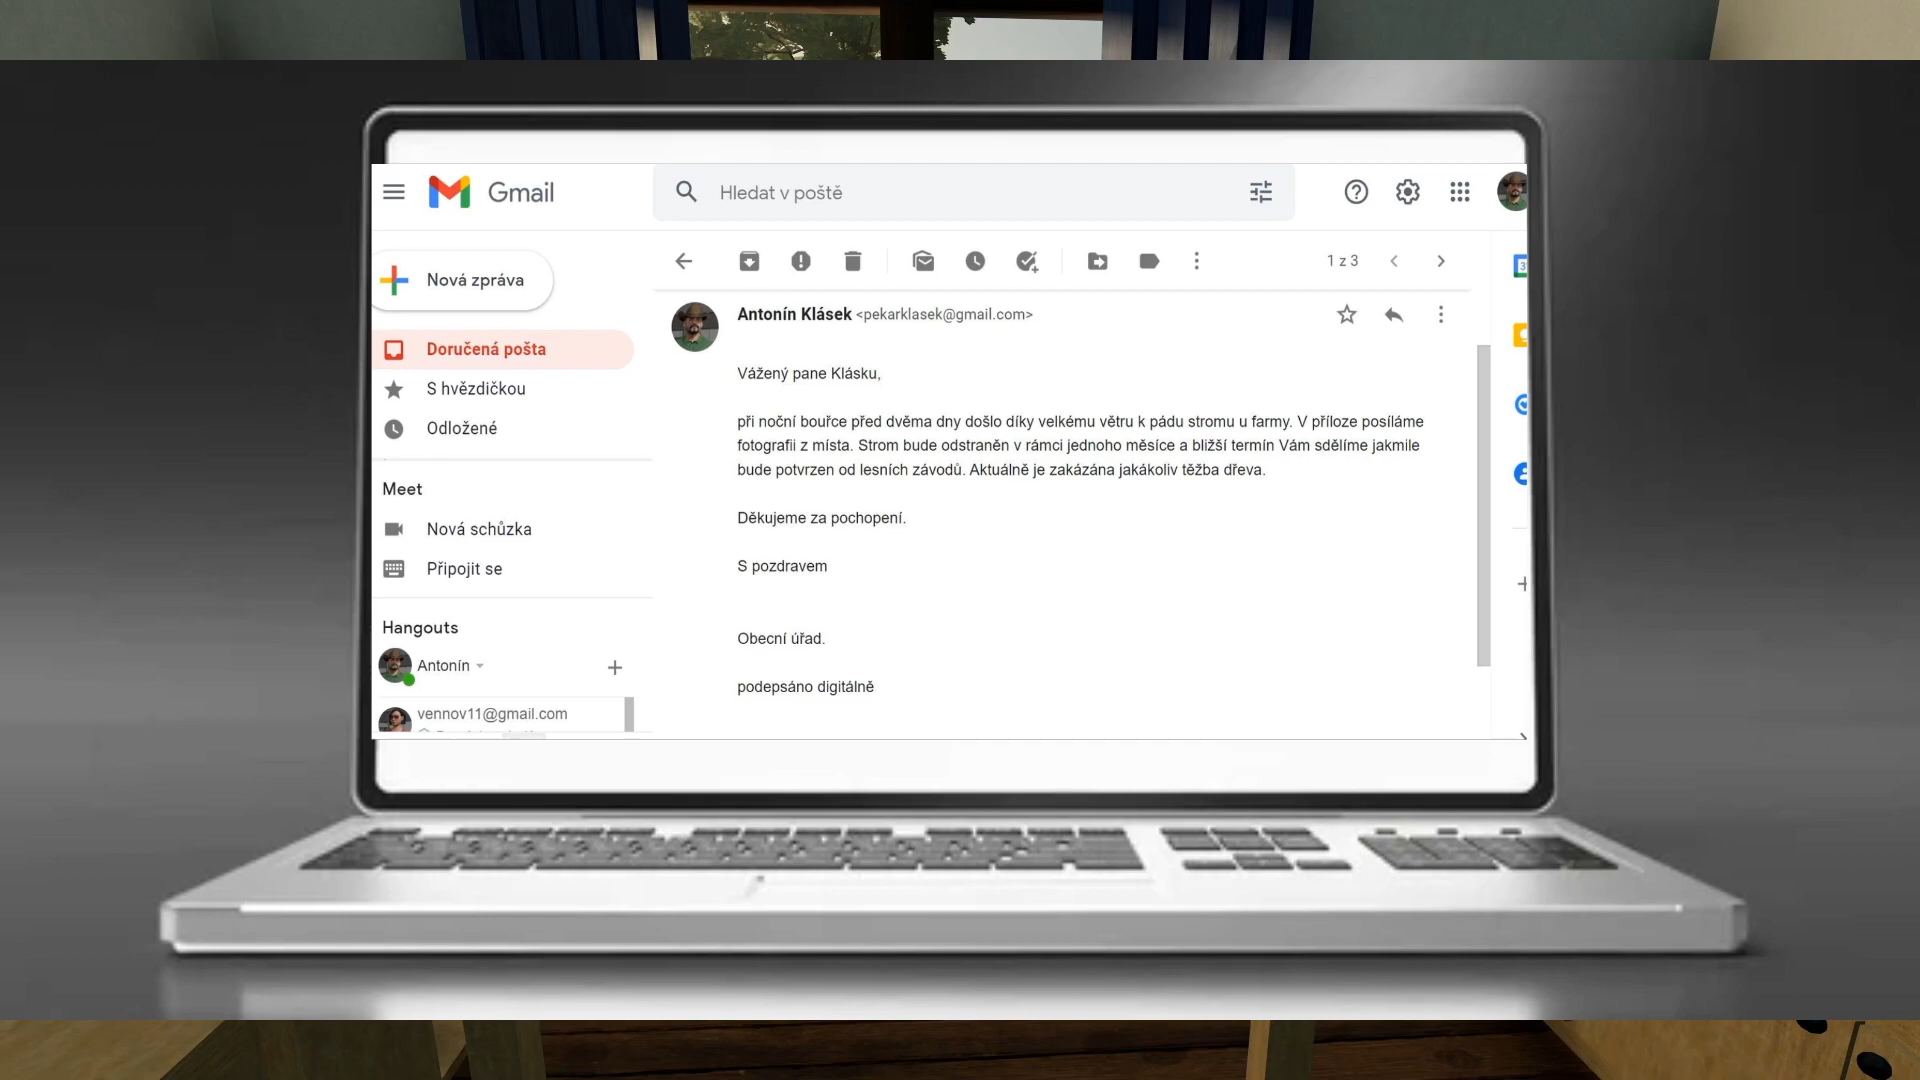 Gmail
Hledat v poště
Nová zpráva
1 z 3
Doručená pošta
S hvězdičkou
Odložené
Meet
Nová schůzka
Připojit se
Hangouts
Antonín
vennov11@gmail.com
Antonín Klásek <pekarklasek@gmail.com>
Vážený pane Klásku,
při noční bouřce před dvěma dny došlo díky velkému větru k pádu stromu u farmy. V příloze posíláme
fotografii z místa. Strom bude odstraněn v rámci jednoho měsíce a bližší termín Vám sdělíme jakmile
bude potvrzen od lesních závodů. Aktuálně je zakázána jakákoliv těžba dřeva.
Děkujeme za pochopení.
S pozdravem
Obecní úřad.
podepsáno digitálně